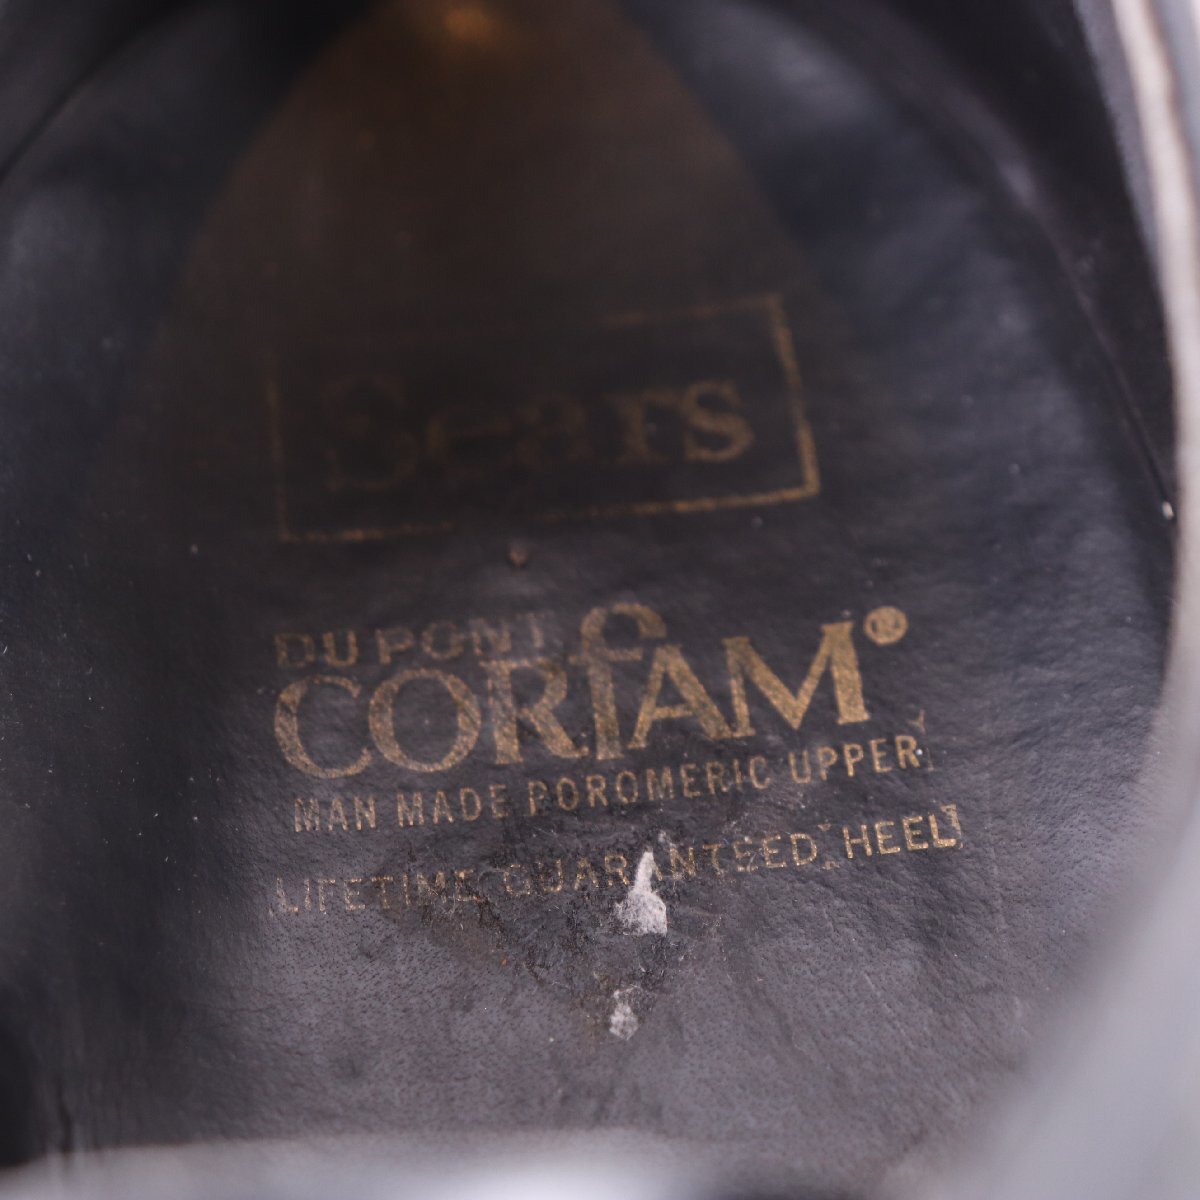 Sears
DU PONT
CORfAM®
MAN MADE POROMERIC UPPER
LIFETIME GUARANTEED HEEL